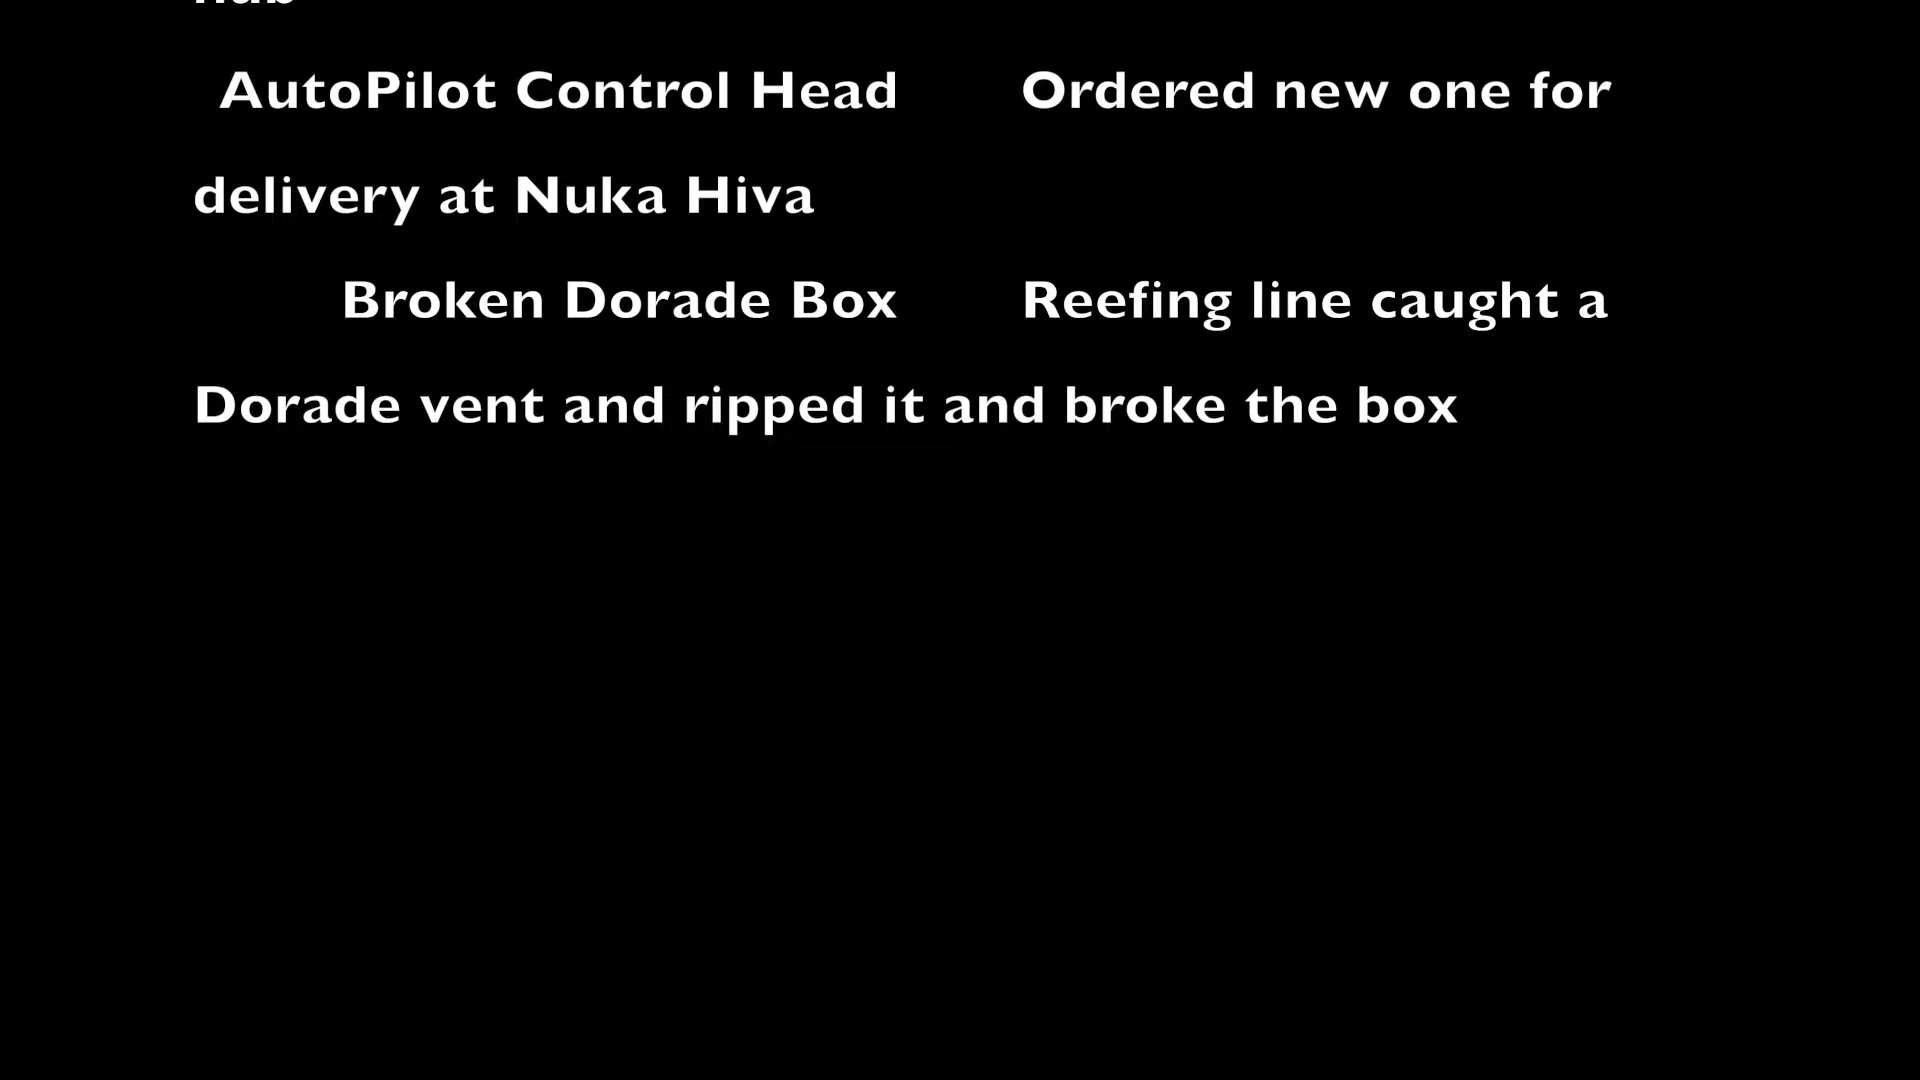 AutoPilot Control Head Ordered new one for
delivery at Nuka Hiva
Broken Dorade Box Reefing line caught a
Dorade vent and ripped it and broke the box